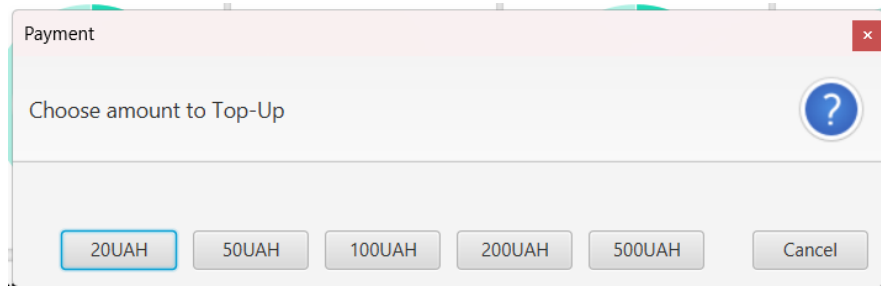 Payment
Choose amount to Top-Up
?
20UAH 50UAH 100UAH 200UAH 500UAH Cancel